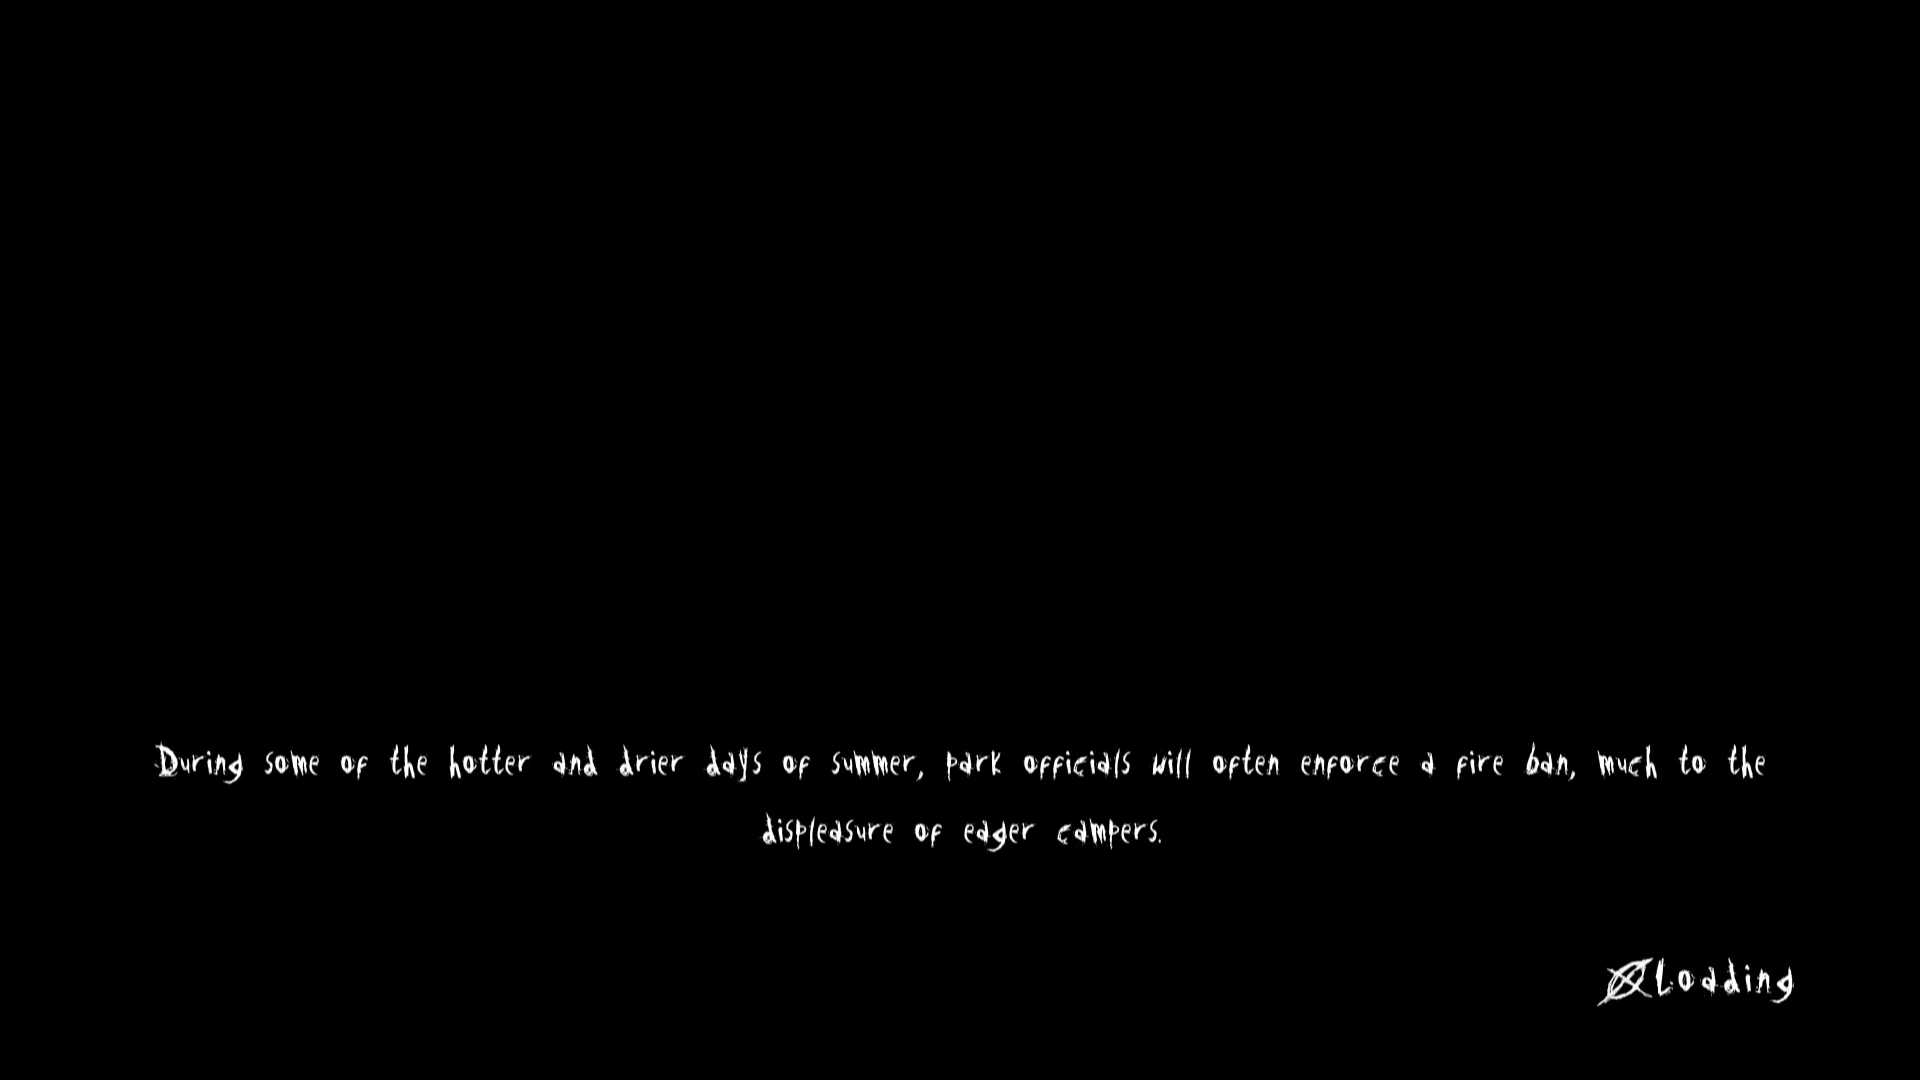 During some of the hotter and drier days of summer, park officials will often enforce a fire ban, much to the
displeasure of eager campers.
Loading